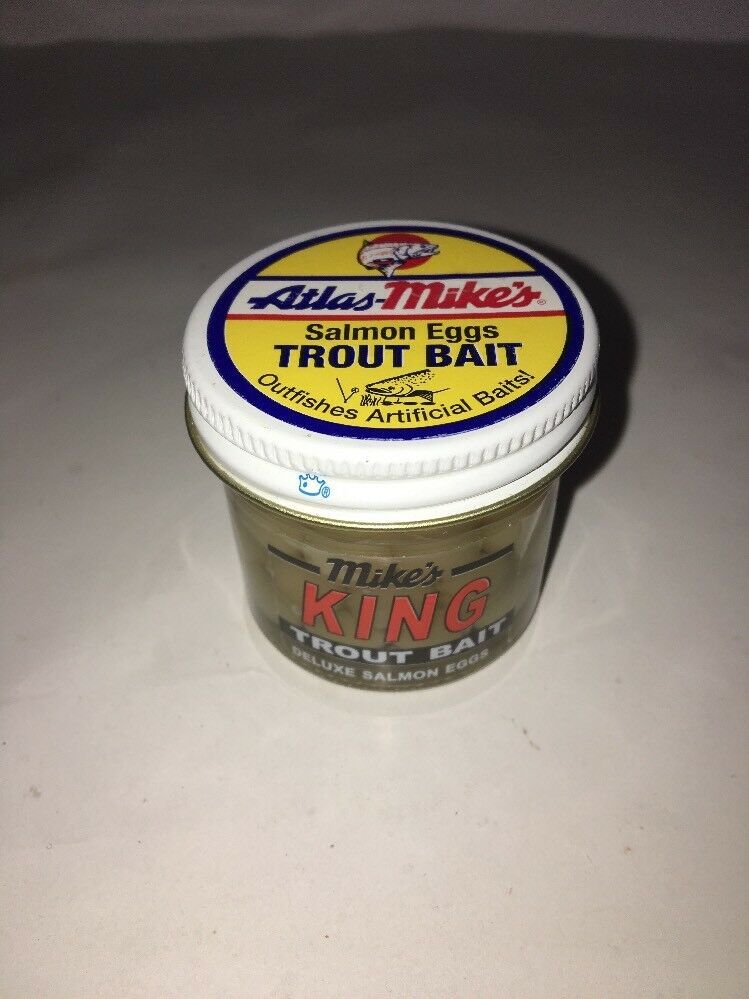 Atlas-Mike's®
Salmon Eggs
TROUT BAIT
Outfishes Artificial Baits!
®
Mike's
KING
TROUT BAIT
DELUXE SALMON EGGS